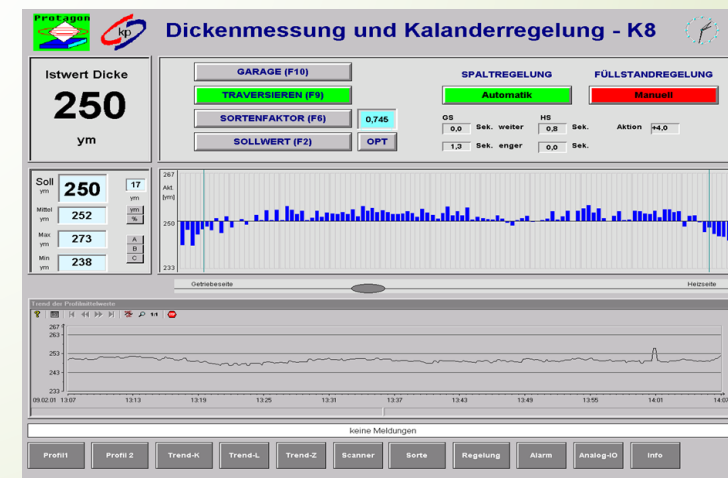 Protagon
kp
Dickenmessung und Kalanderregelung - K8
Istwert Dicke
250
ym
GARAGE (F10)
TRAVERSIEREN (F9)
SORTENFAKTOR (F6) 0,745
SOLLWERT (F2) OPT
SPALTREGELUNG
Automatik
GS HS
0,0 Sek. weiter 0,8 Sek.
1,3 Sek. enger 0,0 Sek.
FÜLLSTANDREGELUNG
Manuell
Aktion +4,0
Soll ym 250 17 ym
Mittel ym 252 ym %
Max. ym 273 A
Min ym 238 B C
267
Akt.
[ym]
250
233
Getriebeseite Heizseite
Trend der Profilmittelwerte
1:1
267
263
253
243
233
09.02.01 13:07 13:13 13:19 13:25 13:31 13:37 13:43 13:49 13:55 14:01 14:07
keine Meldungen
Profil1 Profil 2 Trend-K Trend-L Trend-Z Scanner Sorte Regelung Alarm Analog-IO Info